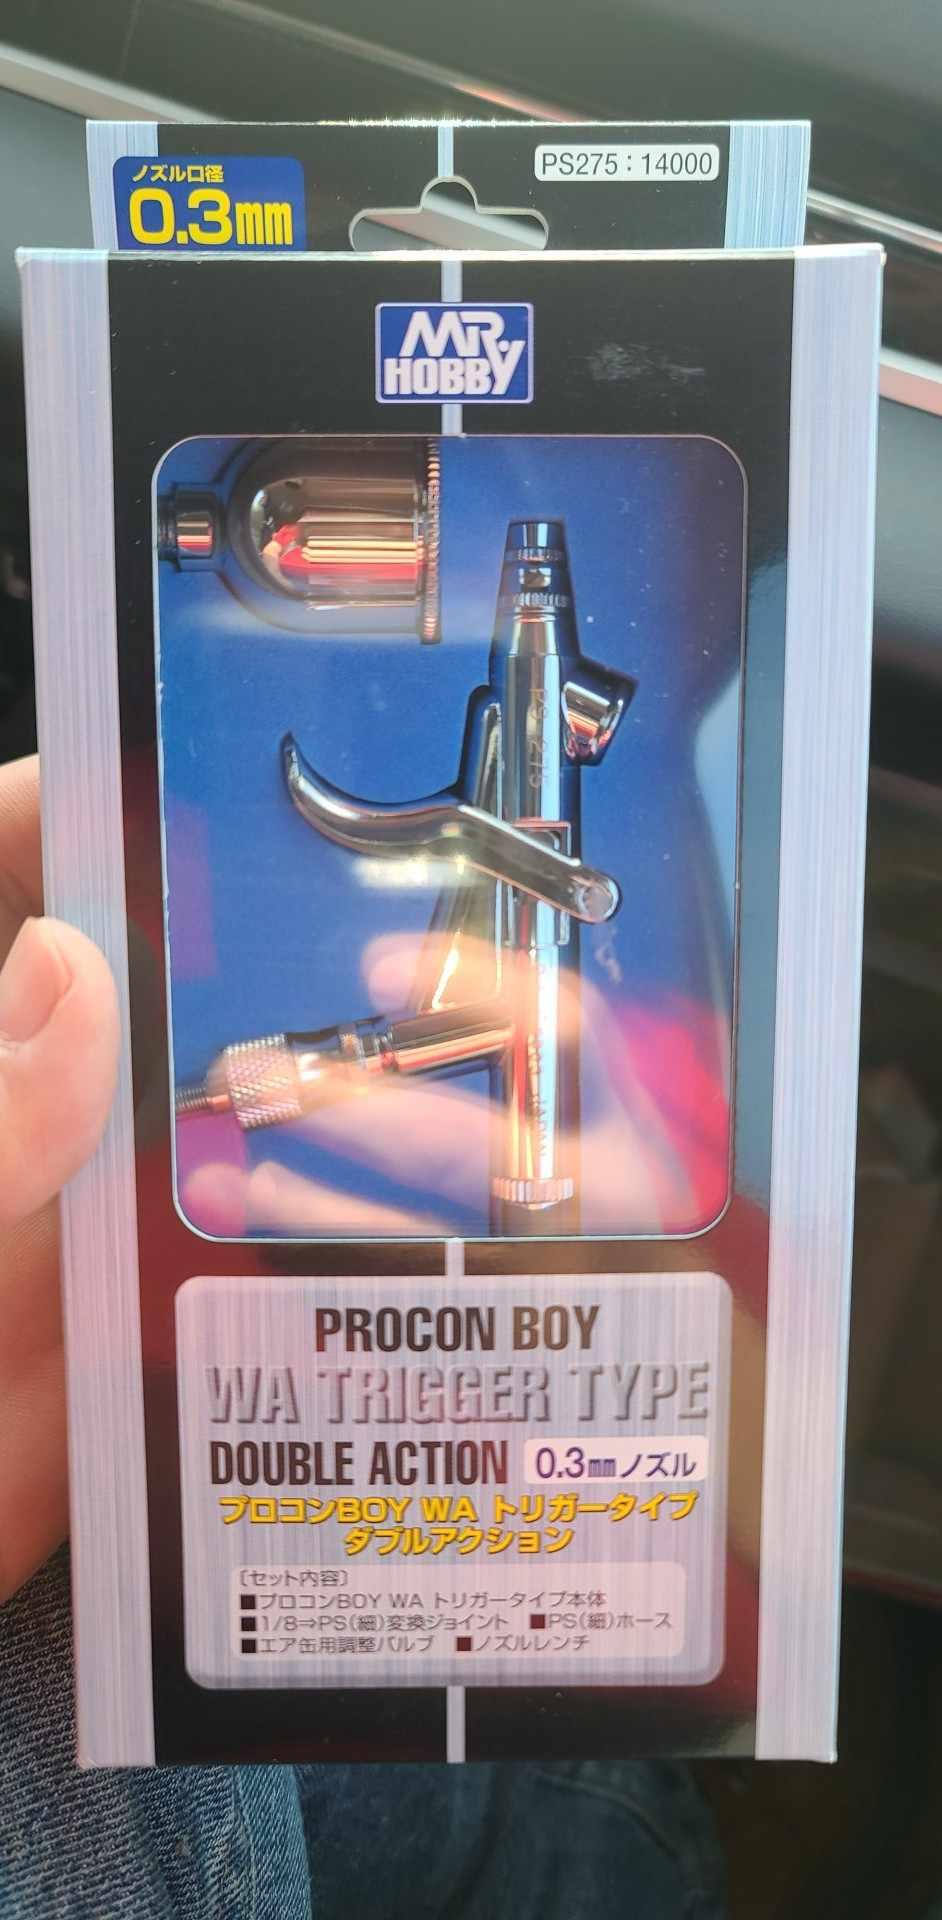 ノズル口径
0.3mm
PS275:14000
MR.
HOBBY
PS-275
PROCON BOY
WA TRIGGER TYPE
DOUBLE ACTION 0.3mmノズル
プロコンBOY WA トリガータイプ
ダブルアクション
〔セット内容〕
■プロコンBOY WA トリガータイプ本体
■1/8⇒PS(細)変換ジョイント ■PS(細)ホース
■エア缶用調整バルブ ■ノズルレンチ